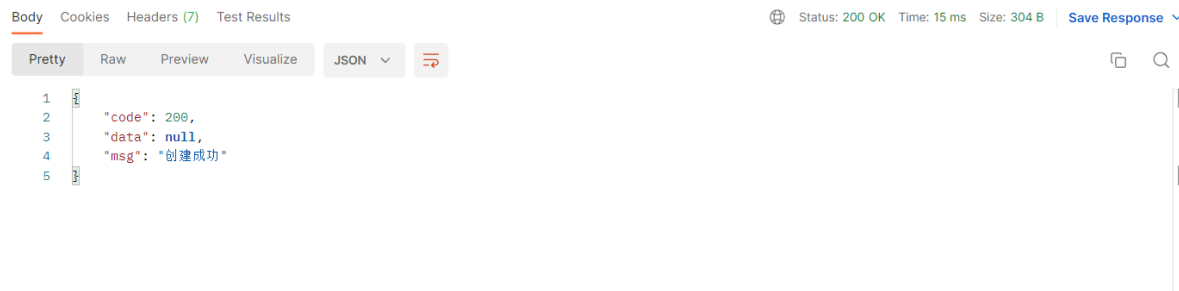 Body Cookies Headers (7) Test Results Status: 200 OK Time: 15 ms Size: 304 B Save Response
Pretty Raw Preview Visualize JSON
1 {
2 "code": 200,
3 "data": null,
4 "msg": "创建成功"
5 }